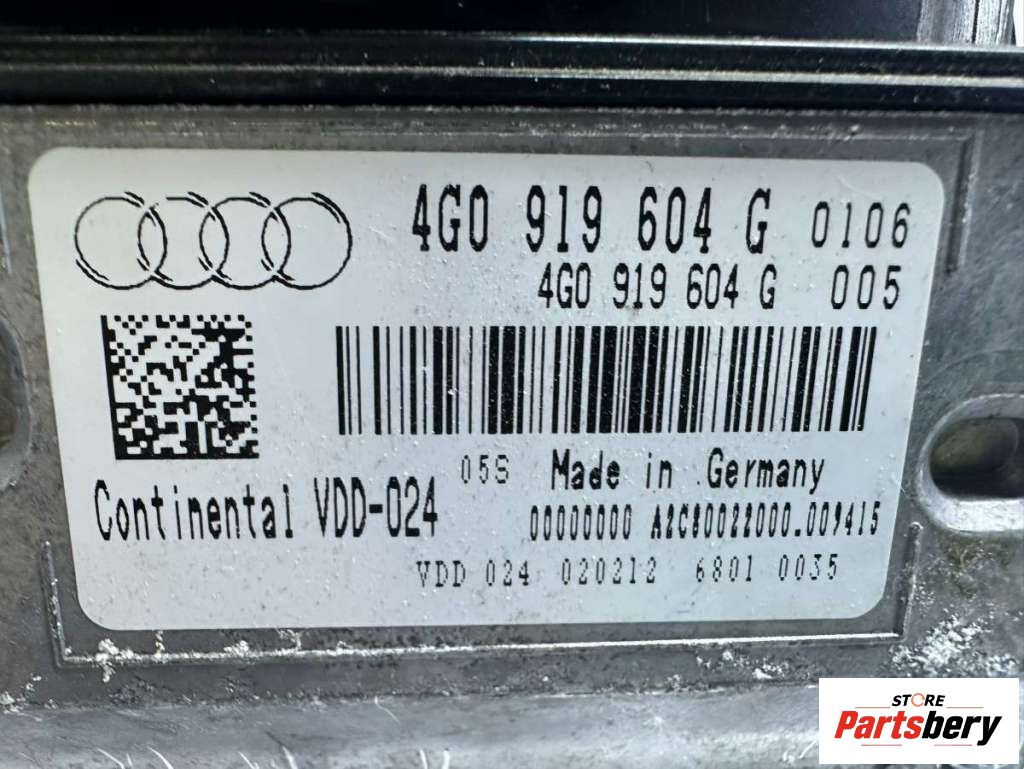 4G0 919 604 G 0106
4G0 919 604 G 005
05S Made in Germany
Continental VDD-024
00000000 A2C80022000.009415
VDD 024 020212 6801 0035
STORE
Partsbery